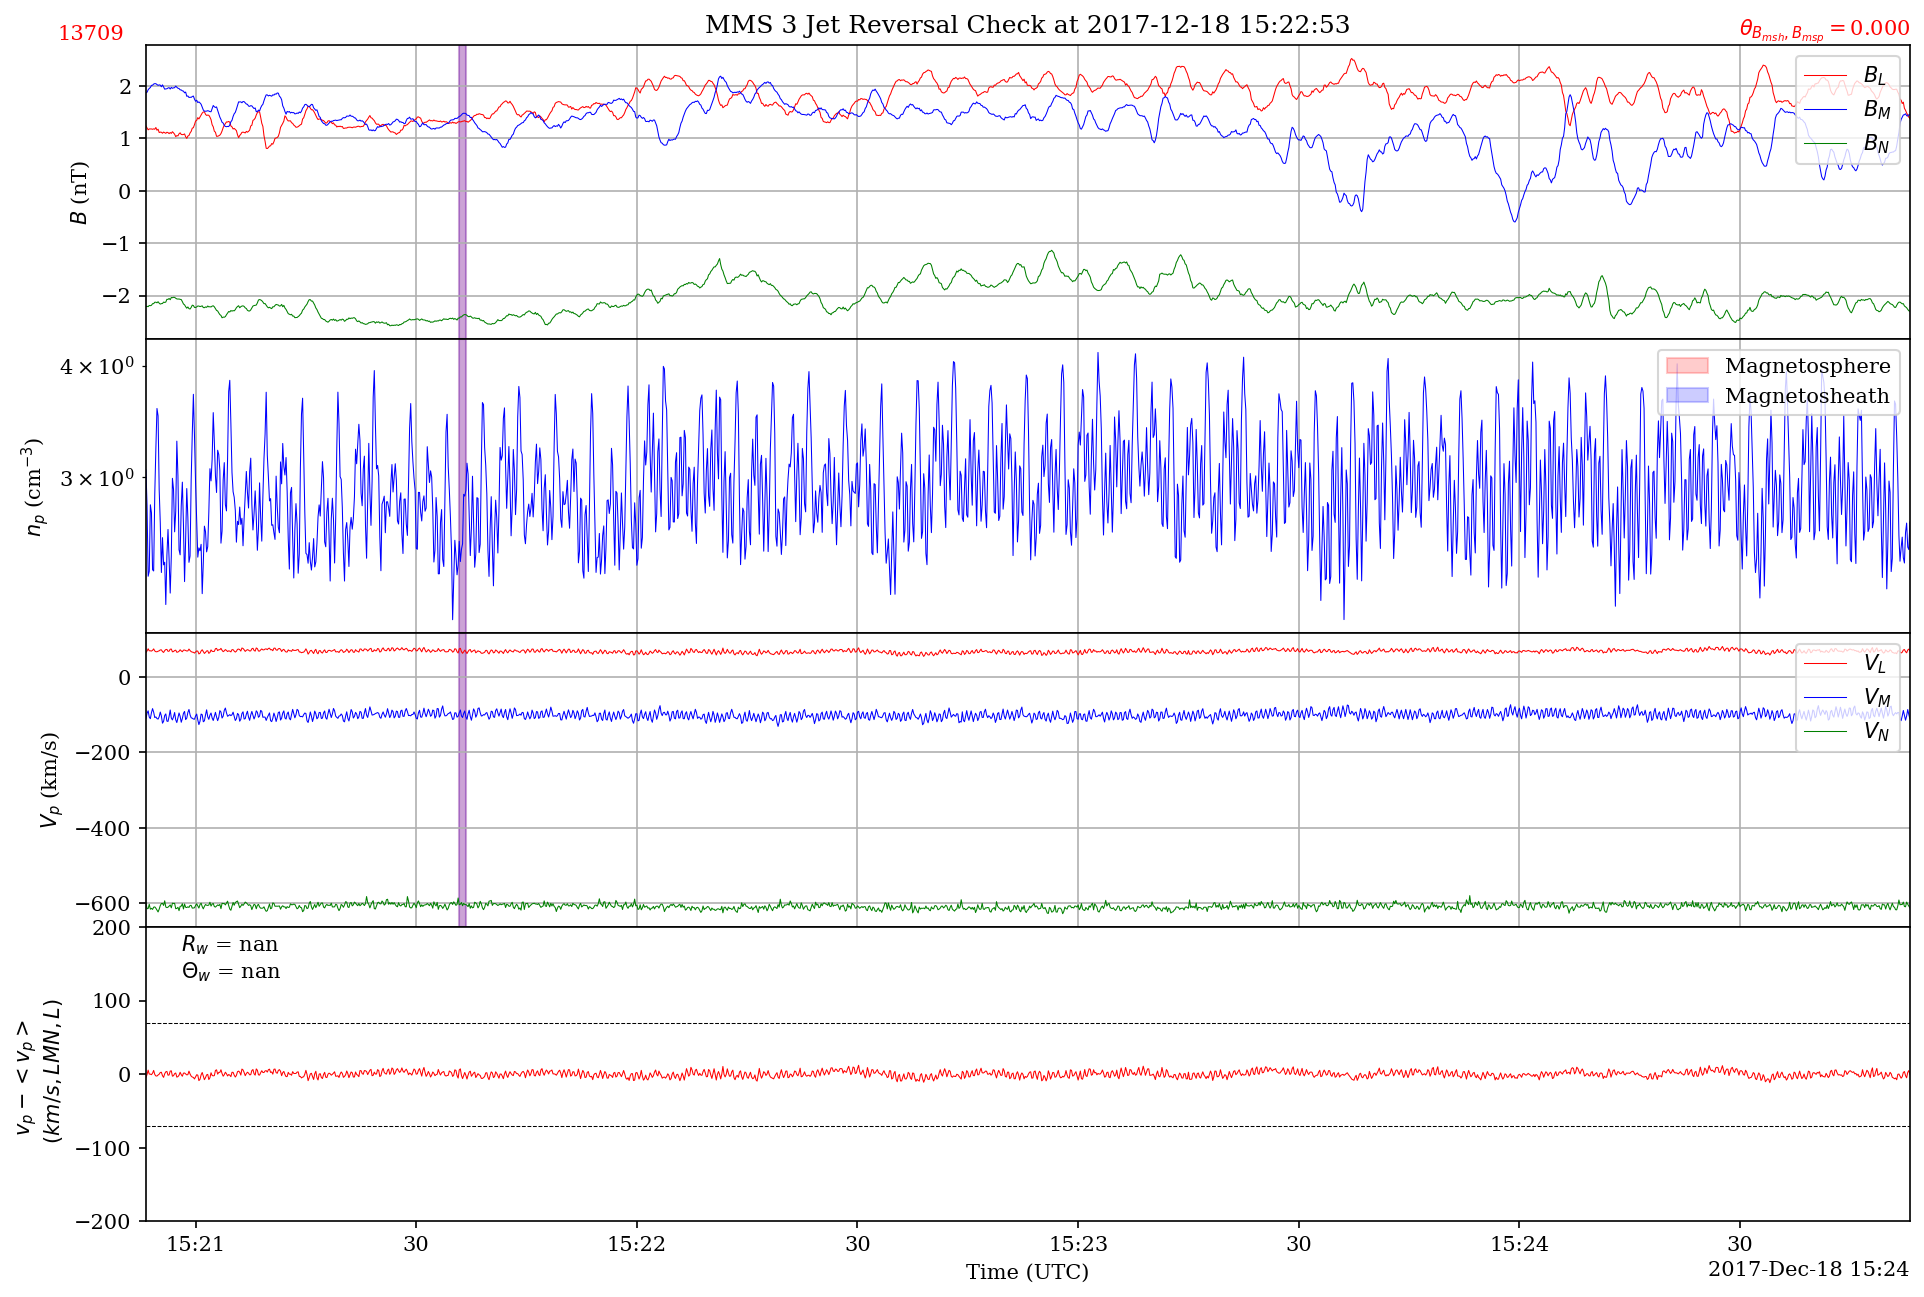 13709
MMS 3 Jet Reversal Check at 2017-12-18 15:22:53
θ_{B_{msh}, B_{msp}} = 0.000
2
1
0
−1
−2
B (nT)
B_L
B_M
B_N
4 × 10⁰
3 × 10⁰
n_p (cm⁻³)
Magnetosphere
Magnetosheath
0
−200
−400
−600
V_p (km/s)
V_L
V_M
V_N
200
100
0
−100
−200
v_p − < v_p >
(km/s, LMN, L)
R_w = nan
Θ_w = nan
15:21
30
15:22
30
15:23
30
15:24
30
Time (UTC)
2017-Dec-18 15:24